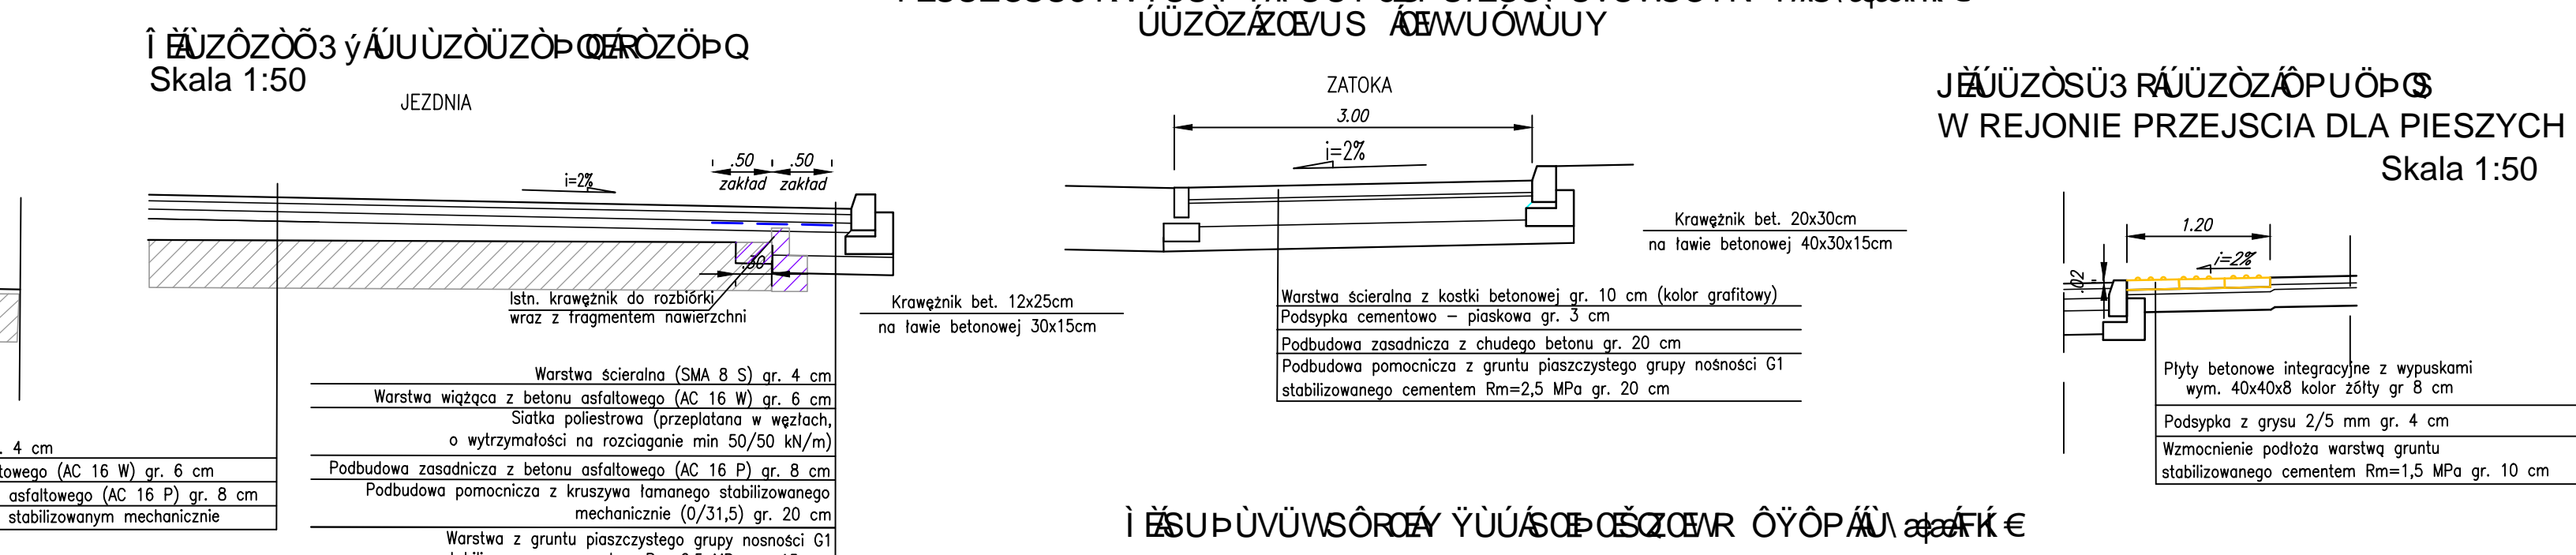 Skala 1:50
JEZDNIA
i=2%
.50 .50
zakład zakład
.30
Istn. krawężnik do rozbiórki
wraz z fragmentem nawierzchni
Krawężnik bet. 12x25cm
na ławie betonowej 30x15cm
Warstwa ścieralna (SMA 8 S) gr. 4 cm
Warstwa wiążąca z betonu asfaltowego (AC 16 W) gr. 6 cm
Siatka poliestrowa (przeplatana w węzłach,
o wytrzymałości na rozciaganie min 50/50 kN/m)
Podbudowa zasadnicza z betonu asfaltowego (AC 16 P) gr. 8 cm
Podbudowa pomocnicza z kruszywa łamanego stabilizowanego
mechanicznie (0/31,5) gr. 20 cm
Warstwa z gruntu piaszczystego grupy nosności G1
. 4 cm
towego (AC 16 W) gr. 6 cm
asfaltowego (AC 16 P) gr. 8 cm
stabilizowanym mechanicznie
ZATOKA
3.00
i=2%
Krawężnik bet. 20x30cm
na ławie betonowej 40x30x15cm
Warstwa ścieralna z kostki betonowej gr. 10 cm (kolor grafitowy)
Podsypka cementowo – piaskowa gr. 3 cm
Podbudowa zasadnicza z chudego betonu gr. 20 cm
Podbudowa pomocnicza z gruntu piaszczystego grupy nośności G1
stabilizowanego cementem Rm=2,5 MPa gr. 20 cm
W REJONIE PRZEJSCIA DLA PIESZYCH
Skala 1:50
1.20
i=2%
.02
Płyty betonowe integracyjne z wypuskami
wym. 40x40x8 kolor żółty gr 8 cm
Podsypka z grysu 2/5 mm gr. 4 cm
Wzmocnienie podłoża warstwą gruntu
stabilizowanego cementem Rm=1,5 MPa gr. 10 cm